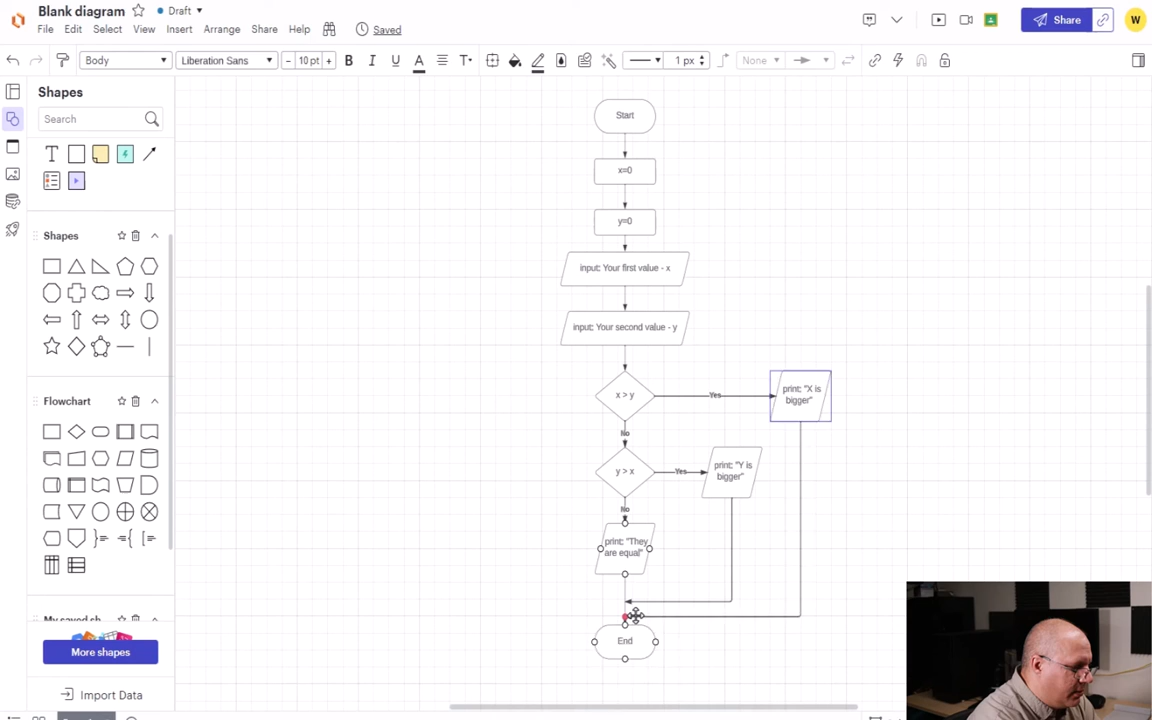 Blank diagram
Draft
File Edit Select View Insert Arrange Share Help
Saved
Share
W
Body
Liberation Sans
10 pt
B I U A T
1 px
None
Shapes
Search
T
Shapes
Flowchart
More shapes
Import Data
Start
x=0
y=0
input: Your first value - x
input: Your second value - y
x > y
Yes
print: "X is
bigger"
No
y > x
Yes
print: "Y is
bigger"
No
print: "They
are equal"
End